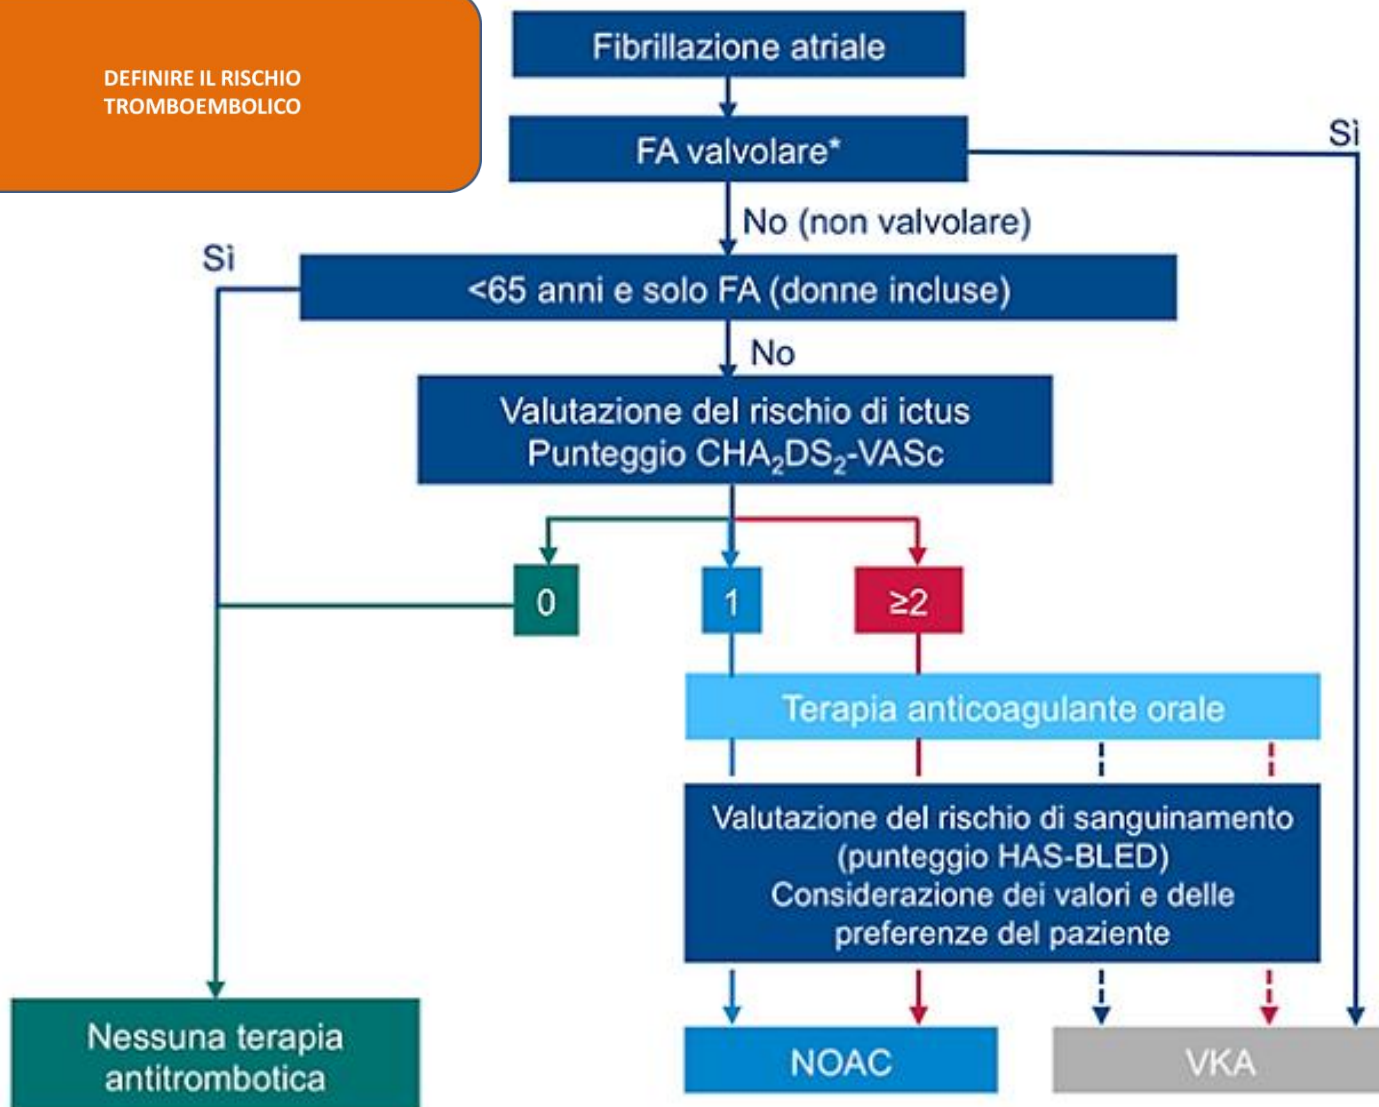 DEFINIRE IL RISCHIO
TROMBOEMBOLICO
Fibrillazione atriale
FA valvolare*
Sì
No (non valvolare)
Sì
<65 anni e solo FA (donne incluse)
No
Valutazione del rischio di ictus
Punteggio CHA₂DS₂-VASc
0
1
≥2
Terapia anticoagulante orale
Valutazione del rischio di sanguinamento
(punteggio HAS-BLED)
Considerazione dei valori e delle
preferenze del paziente
Nessuna terapia
antitrombotica
NOAC
VKA